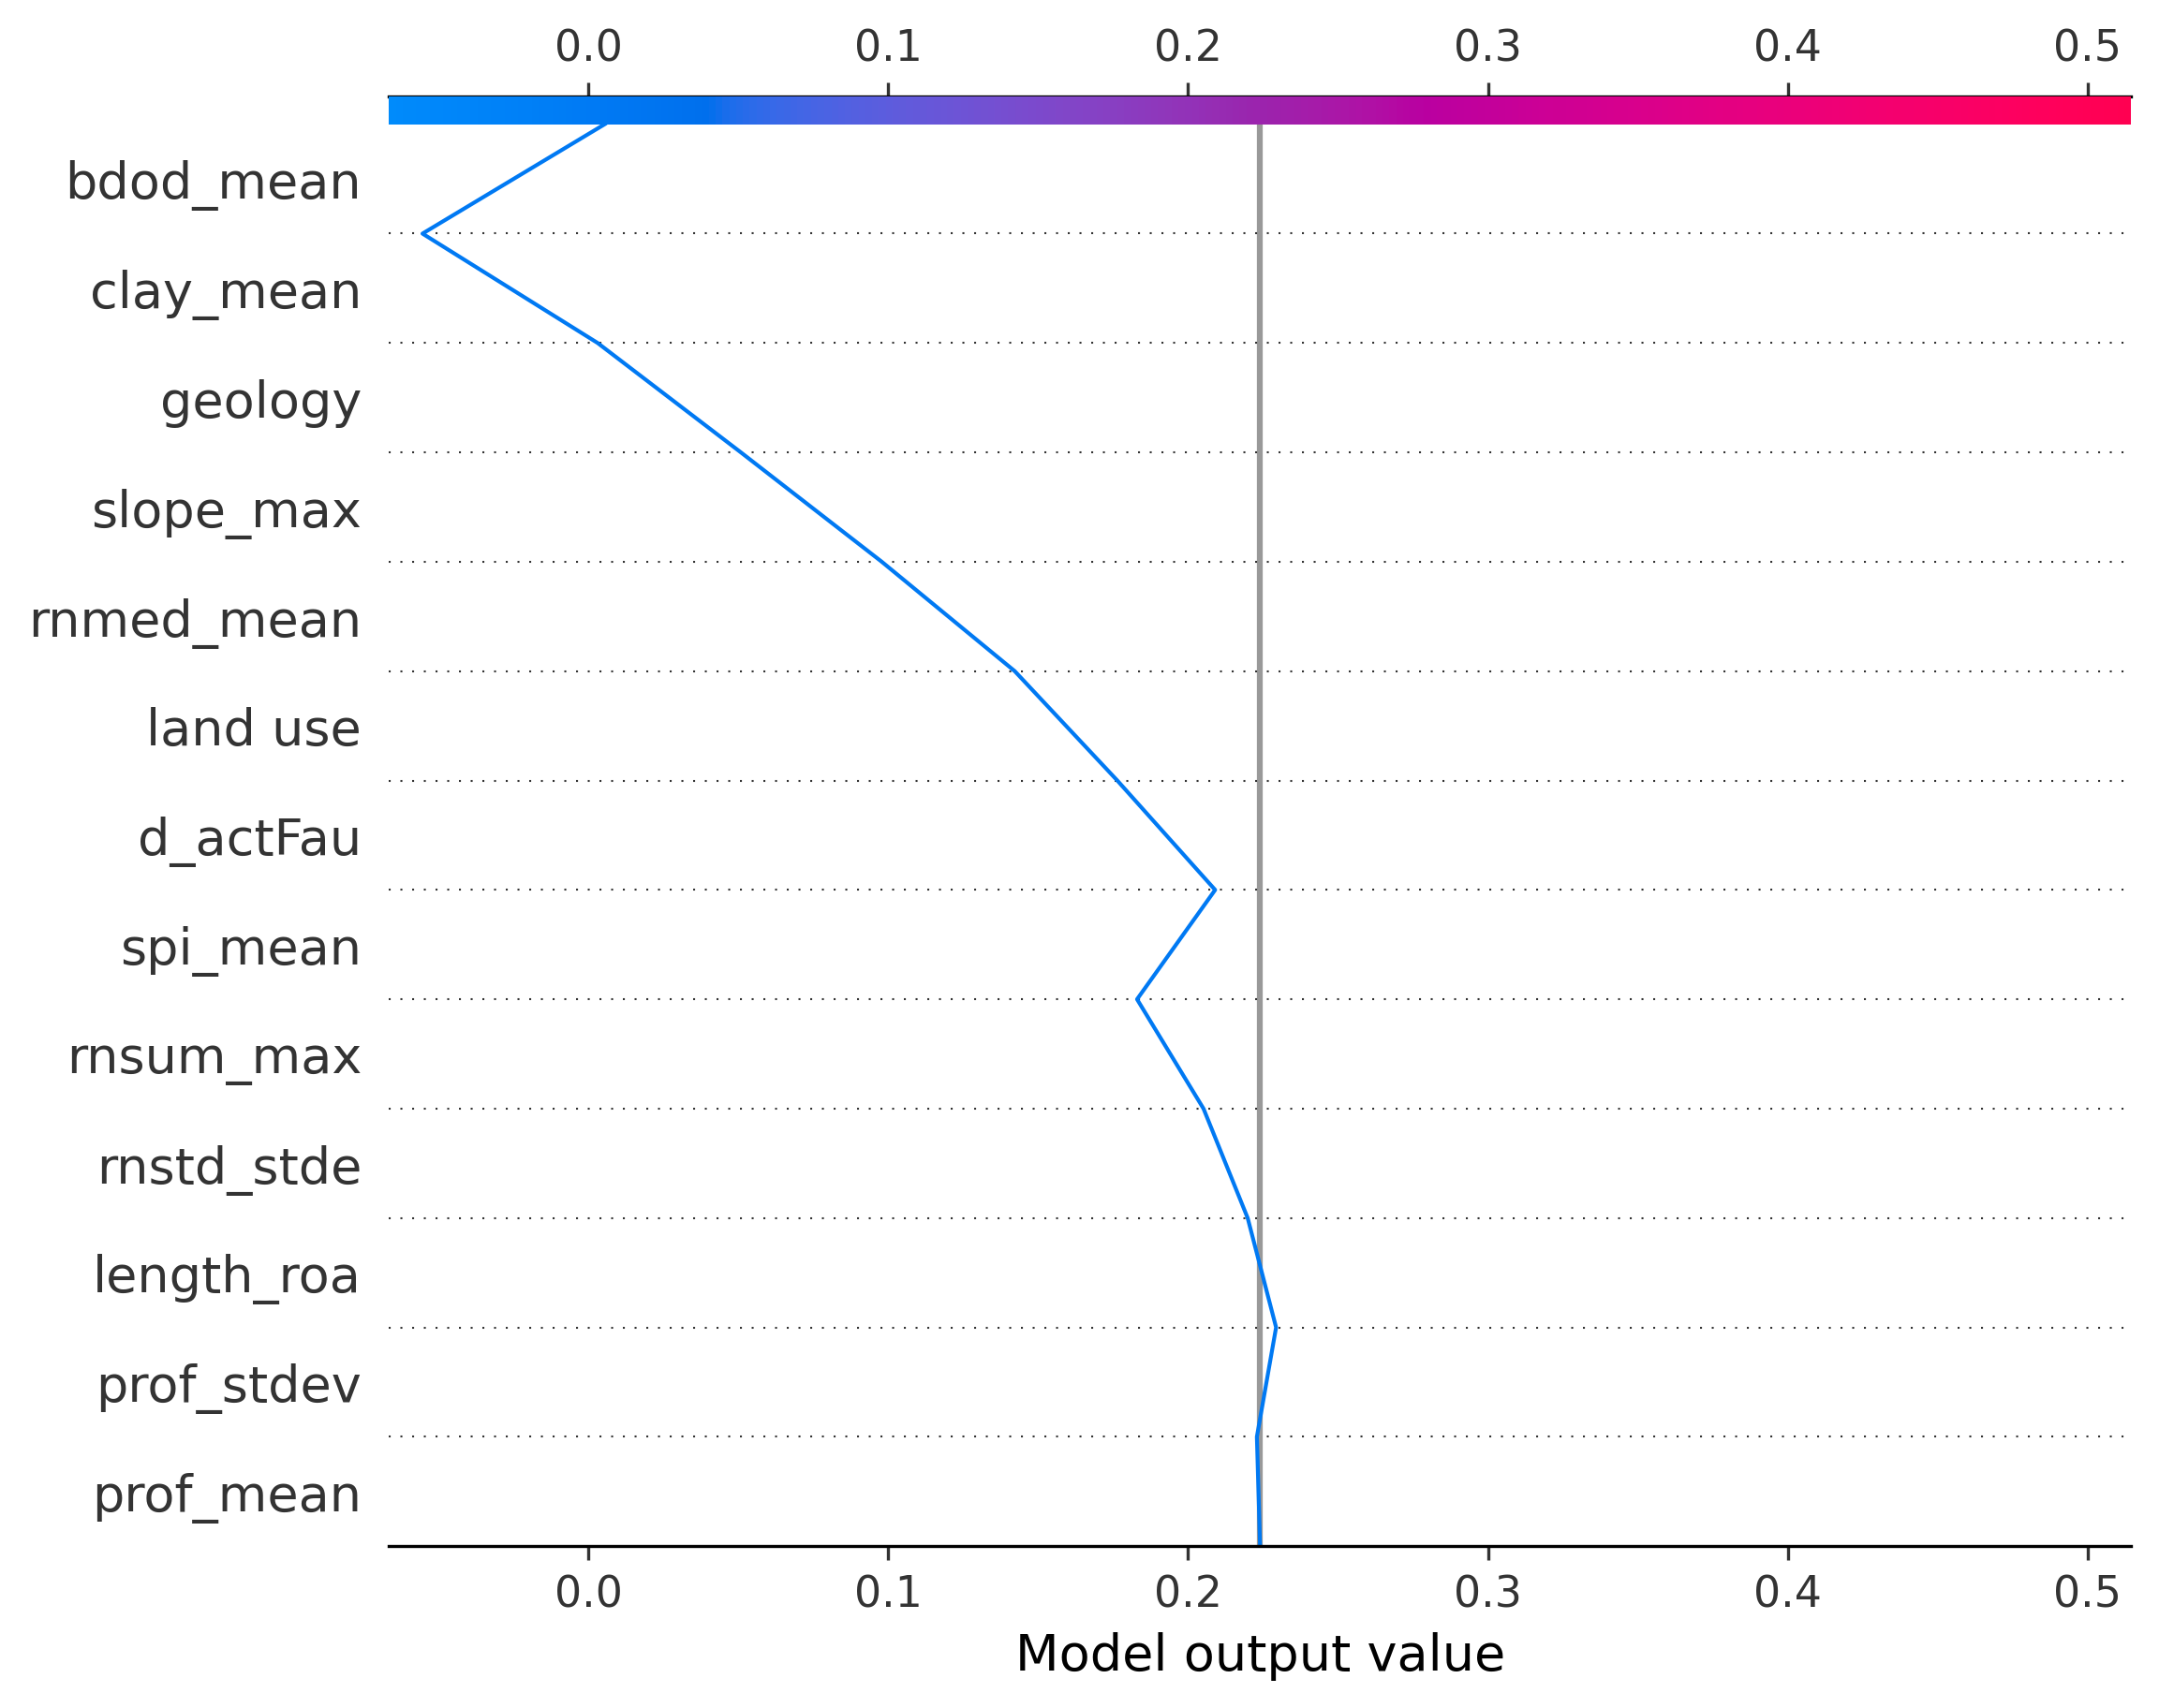 0.0 0.1 0.2 0.3 0.4 0.5
bdod_mean
clay_mean
geology
slope_max
rnmed_mean
land use
d_actFau
spi_mean
rnsum_max
rnstd_stde
length_roa
prof_stdev
prof_mean
0.0 0.1 0.2 0.3 0.4 0.5
Model output value